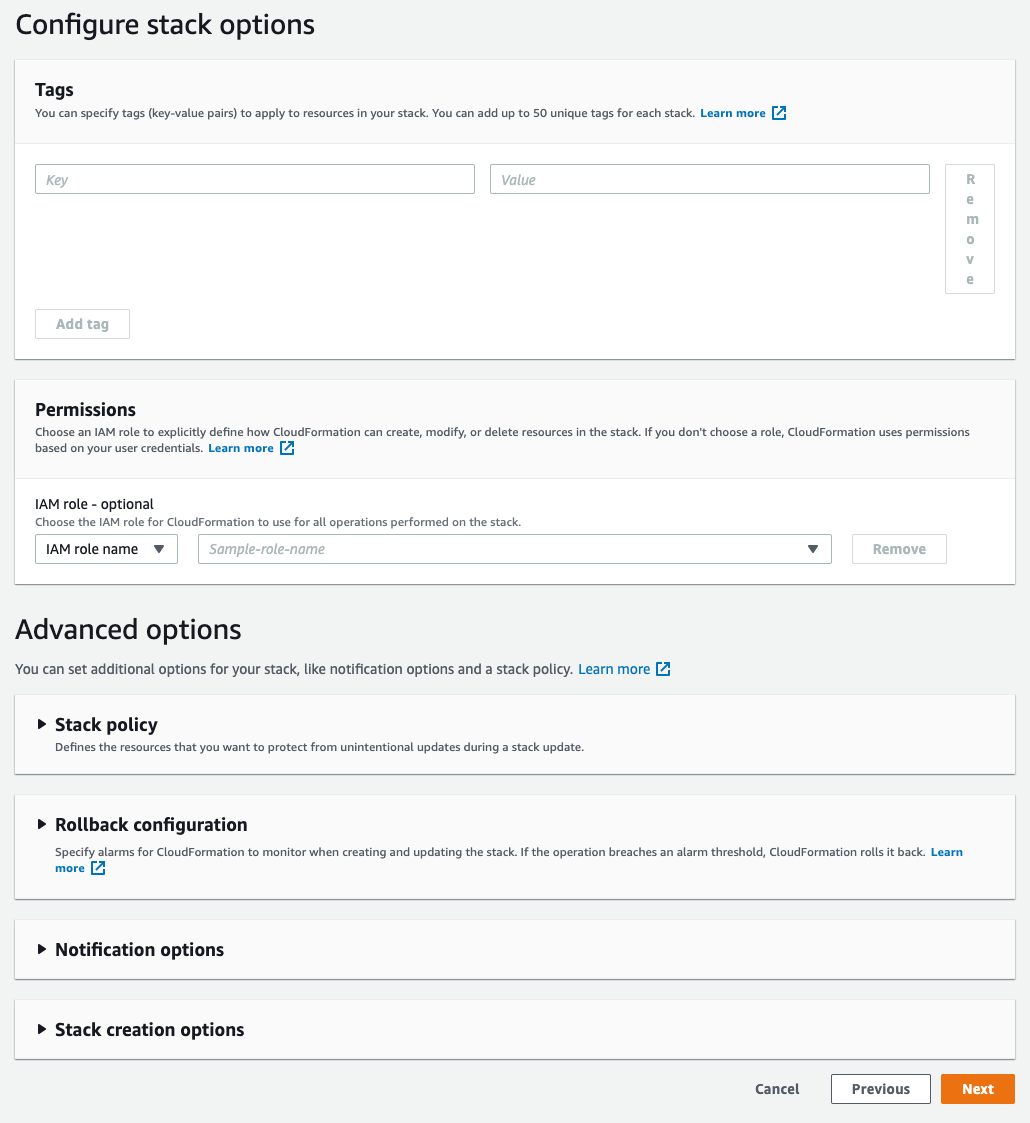 Configure stack options
Tags
You can specify tags (key-value pairs) to apply to resources in your stack. You can add up to 50 unique tags for each stack. Learn more
Key
Value
Remove
Add tag
Permissions
Choose an IAM role to explicitly define how CloudFormation can create, modify, or delete resources in the stack. If you don't choose a role, CloudFormation uses permissions
based on your user credentials. Learn more
IAM role - optional
Choose the IAM role for CloudFormation to use for all operations performed on the stack.
IAM role name
Sample-role-name
Remove
Advanced options
You can set additional options for your stack, like notification options and a stack policy. Learn more
Stack policy
Defines the resources that you want to protect from unintentional updates during a stack update.
Rollback configuration
Specify alarms for CloudFormation to monitor when creating and updating the stack. If the operation breaches an alarm threshold, CloudFormation rolls it back. Learn
more
Notification options
Stack creation options
Cancel
Previous
Next